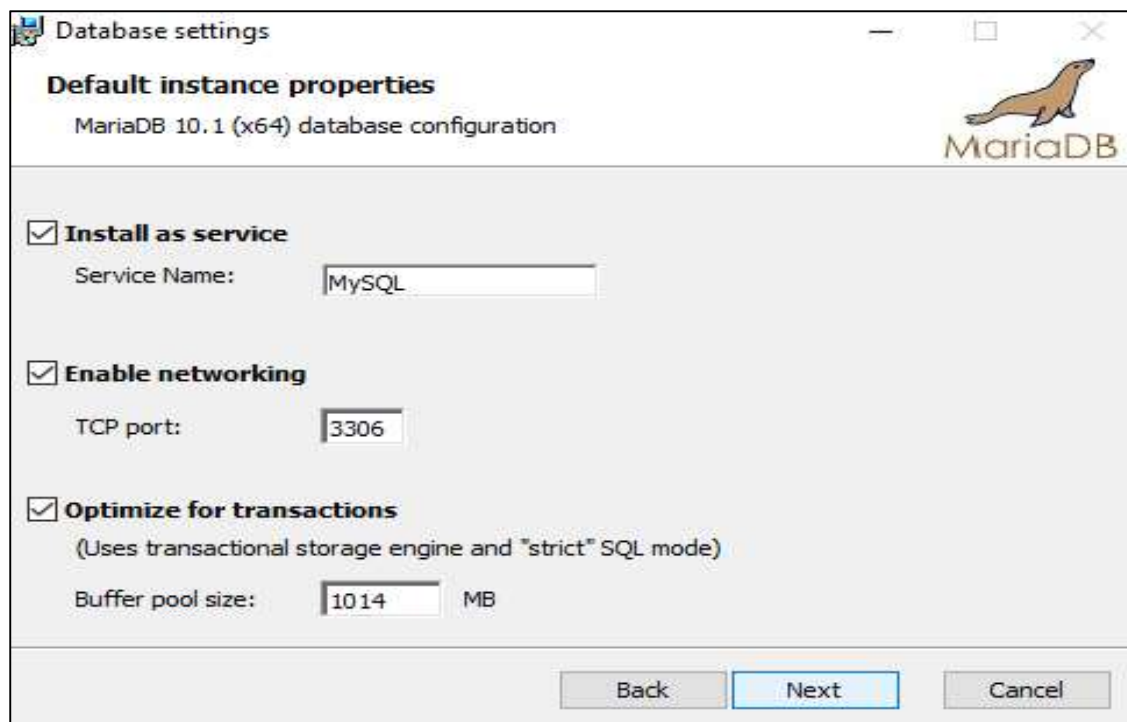 Database settings
Default instance properties
MariaDB 10.1 (x64) database configuration
MariaDB
Install as service
Service Name: MySQL
Enable networking
TCP port: 3306
Optimize for transactions
(Uses transactional storage engine and "strict" SQL mode)
Buffer pool size: 1014 MB
Back Next Cancel